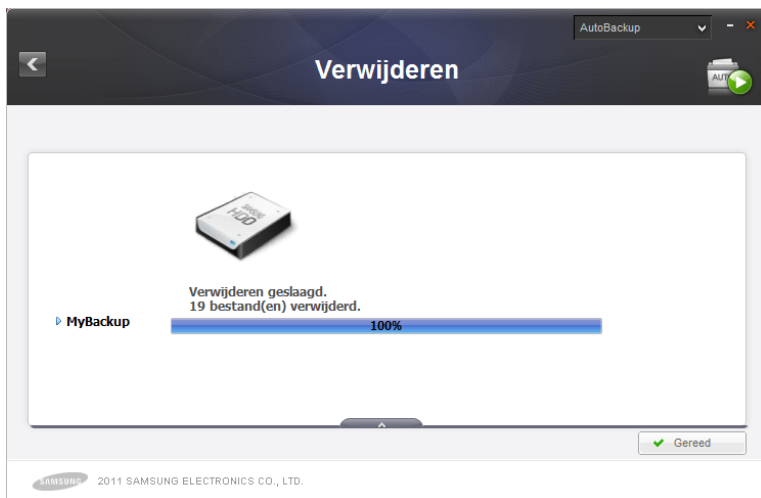 AutoBackup
Verwijderen
AUTO
SAMSUNG
HDD
Verwijderen geslaagd.
19 bestand(en) verwijderd.
MyBackup
100%
Gereed
SAMSUNG 2011 SAMSUNG ELECTRONICS CO., LTD.